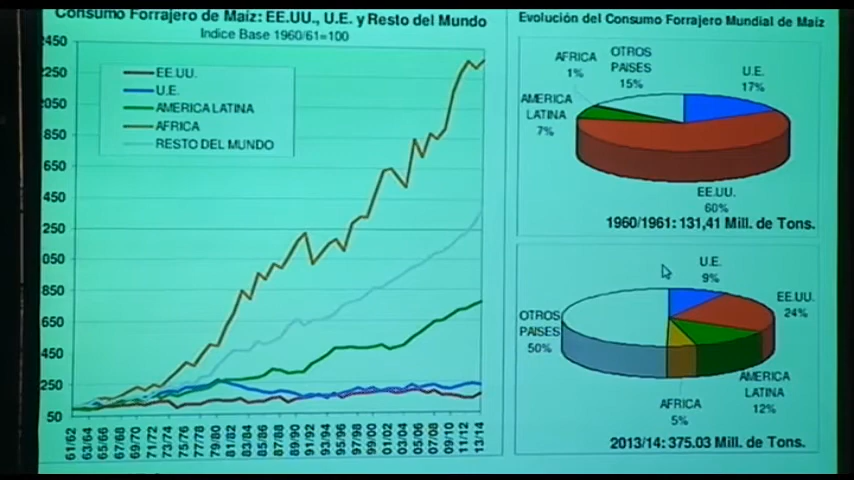 Consumo Forrajero de Maíz: EE.UU., U.E. y Resto del Mundo
Indice Base 1960/61=100
2450
2250
2050
850
650
450
250
050
850
650
450
250
50
EE.UU.
U.E.
AMERICA LATINA
AFRICA
RESTO DEL MUNDO
61/62
63/64
65/66
67/68
69/70
71/72
73/74
75/76
77/78
79/80
81/82
83/84
85/86
87/88
89/90
91/92
93/94
95/96
97/98
99/00
01/02
03/04
05/06
07/08
09/10
11/12
13/14
Evolución del Consumo Forrajero Mundial de Maíz
AFRICA
1%
OTROS
PAISES
15%
U.E.
17%
AMERICA
LATINA
7%
EE.UU.
60%
1960/1961: 131,41 Mill. de Tons.
U.E.
9%
EE.UU.
24%
OTROS
PAISES
50%
AMERICA
LATINA
12%
AFRICA
5%
2013/14: 375.03 Mill. de Tons.